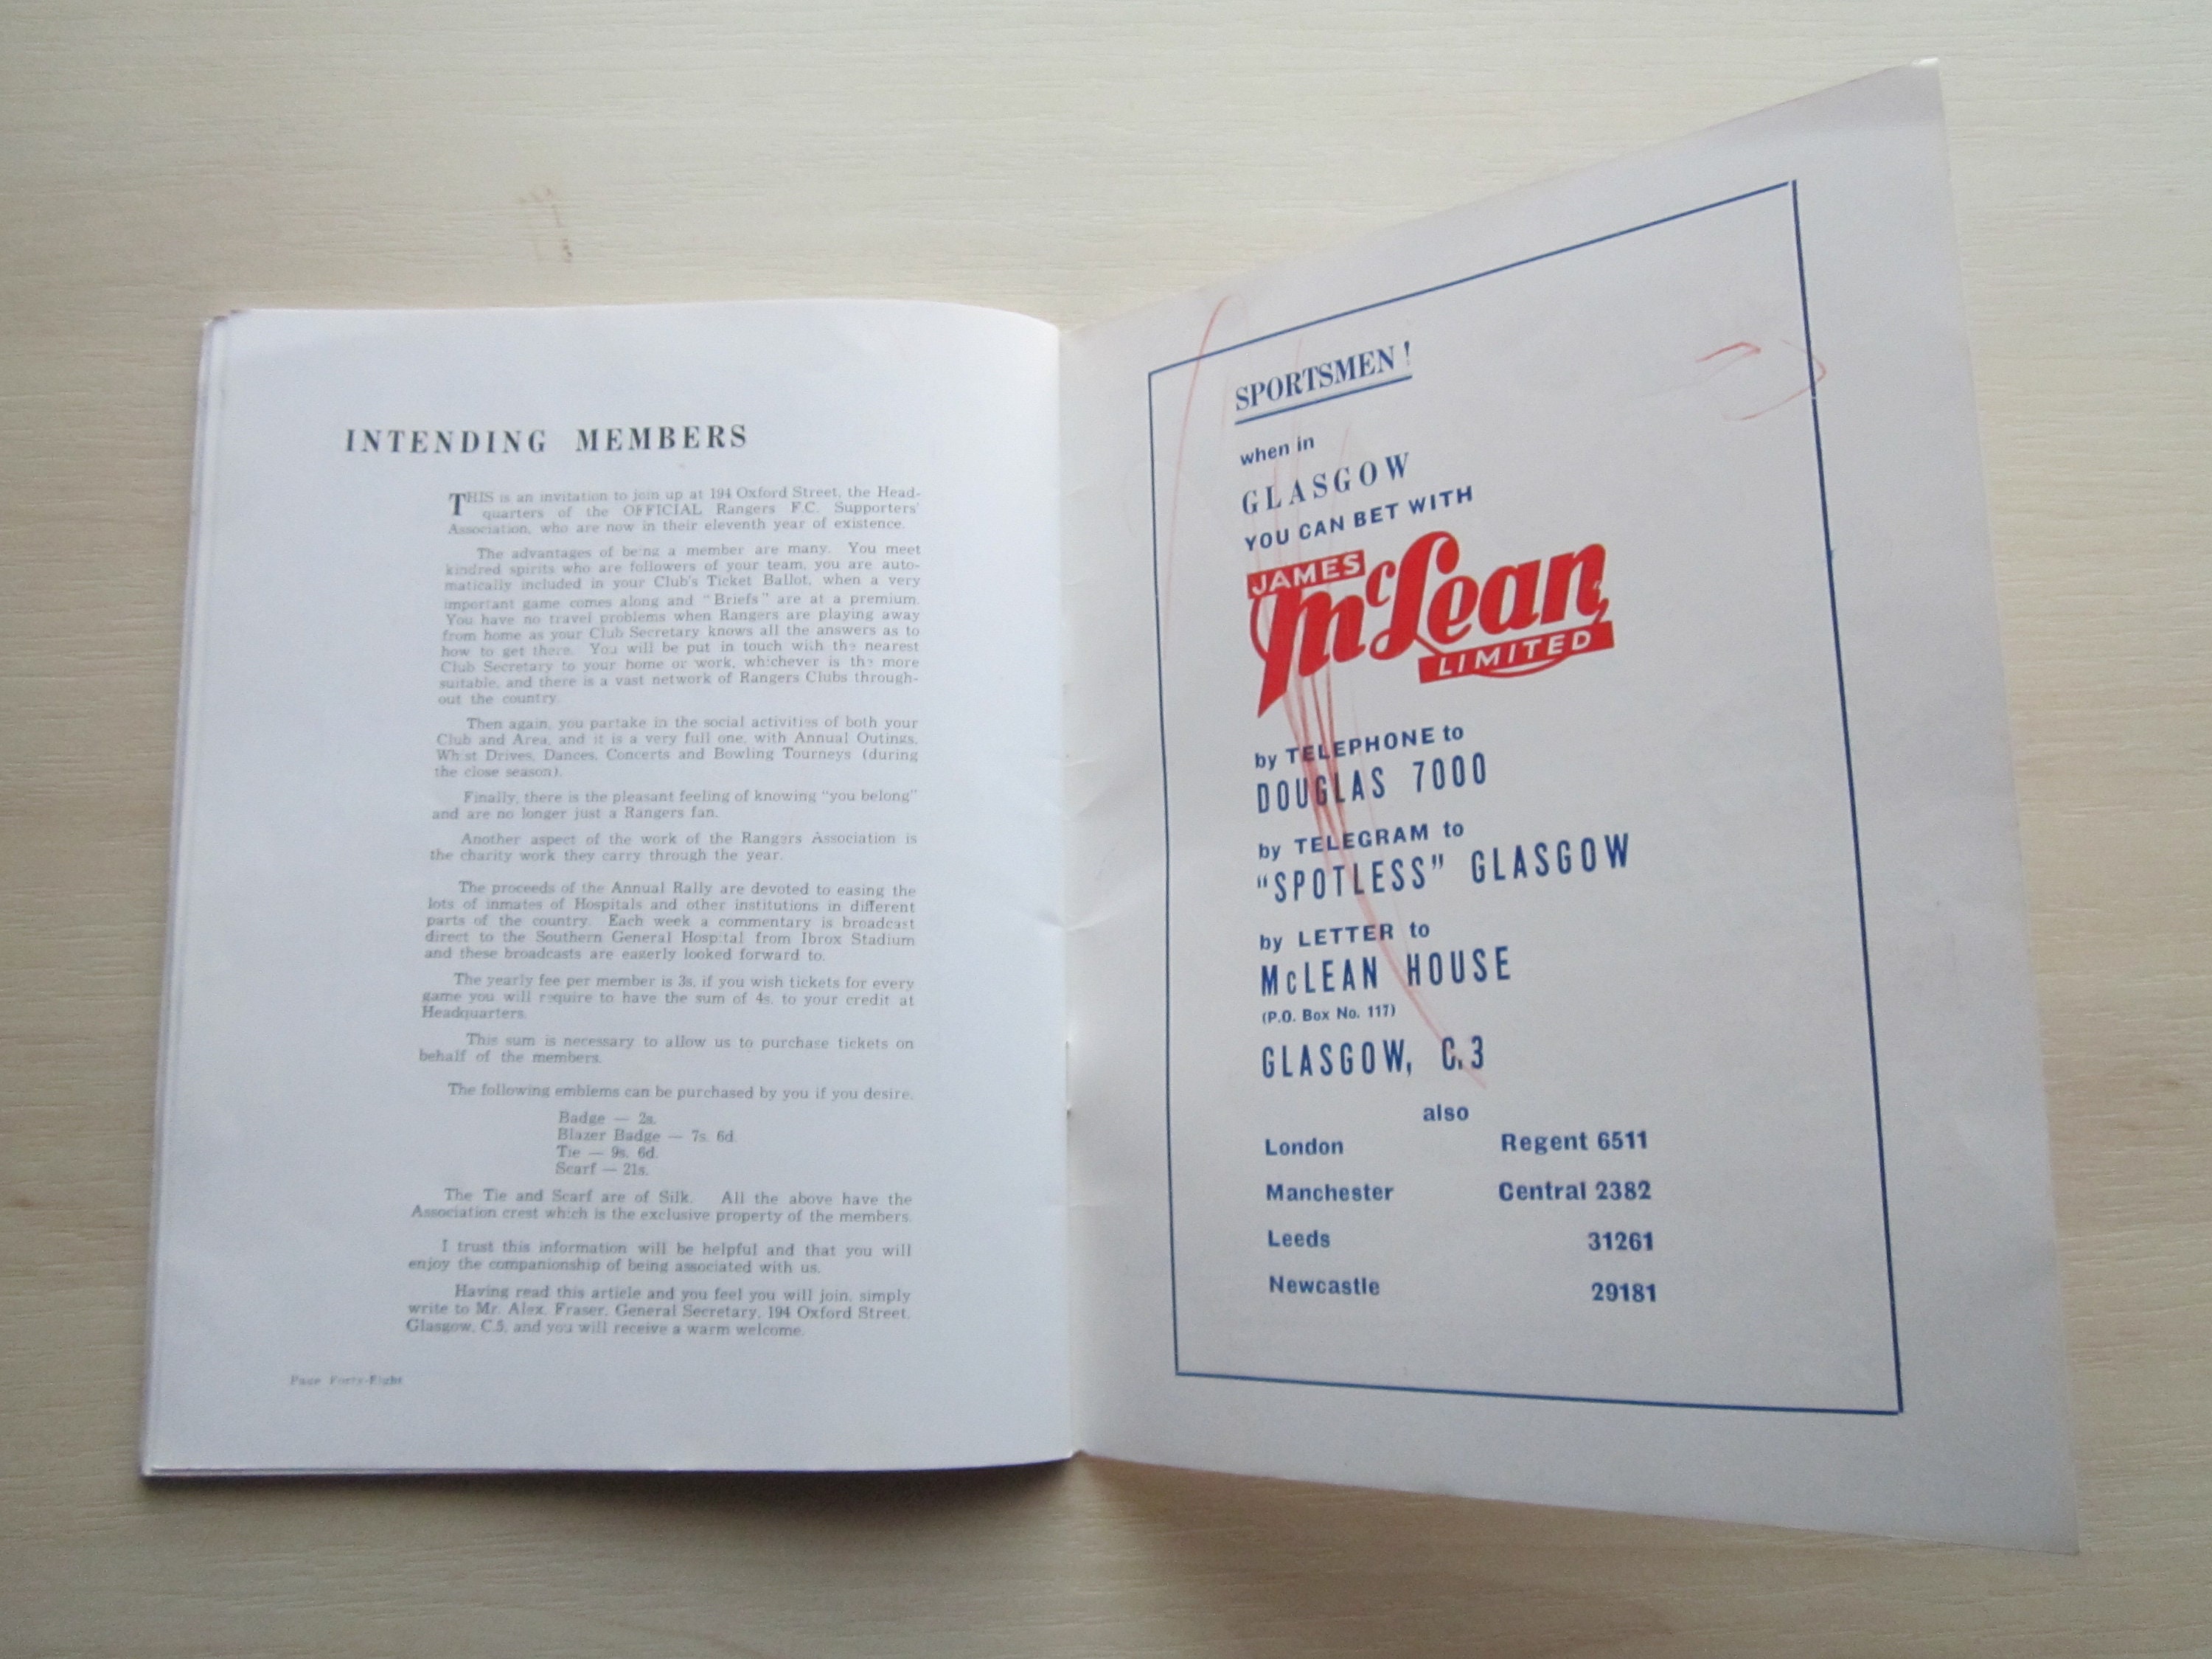 INTENDING MEMBERS
THIS is an invitation to join up at 194 Oxford Street, the Head-
quarters of the OFFICIAL Rangers F.C. Supporters'
Association, who are now in their eleventh year of existence.
The advantages of being a member are many. You meet
kindred spirits who are followers of your team, you are auto-
matically included in your Club's Ticket Ballot, when a very
important game comes along and "Briefs" are at a premium.
You have no travel problems when Rangers are playing away
from home as your Club Secretary knows all the answers as to
how to get there. You will be put in touch with the nearest
Club Secretary to your home or work, whichever is the more
suitable, and there is a vast network of Rangers Clubs through-
out the country.
Then again, you partake in the social activities of both your
Club and Area, and it is a very full one, with Annual Outings,
Whist Drives, Dances, Concerts and Bowling Tourneys (during
the close season).
Finally, there is the pleasant feeling of knowing "you belong"
and are no longer just a Rangers fan.
Another aspect of the work of the Rangers Association is
the charity work they carry through the year.
The proceeds of the Annual Rally are devoted to easing the
lots of inmates of Hospitals and other institutions in different
parts of the country. Each week a commentary is broadcast
direct to the Southern General Hospital from Ibrox Stadium
and these broadcasts are eagerly looked forward to.
The yearly fee per member is 3s. if you wish tickets for every
game you will require to have the sum of 4s. to your credit at
Headquarters.
This sum is necessary to allow us to purchase tickets on
behalf of the members.
The following emblems can be purchased by you if you desire.
Badge — 2s.
Blazer Badge — 7s. 6d.
Tie — 9s. 6d.
Scarf — 21s.
The Tie and Scarf are of Silk. All the above have the
Association crest which is the exclusive property of the members.
I trust this information will be helpful and that you will
enjoy the companionship of being associated with us.
Having read this article and you feel you will join, simply
write to Mr. Alex. Fraser, General Secretary, 194 Oxford Street,
Glasgow, C.5, and you will receive a warm welcome.
Page Forty-Eight
SPORTSMEN!
when in
GLASGOW
YOU CAN BET WITH
JAMES
McLean
LIMITED
by TELEPHONE to
DOUGLAS 7000
by TELEGRAM to
"SPOTLESS" GLASGOW
by LETTER to
McLEAN HOUSE
(P.O. Box No. 117)
GLASGOW, C.3
also
London Regent 6511
Manchester Central 2382
Leeds 31261
Newcastle 29181